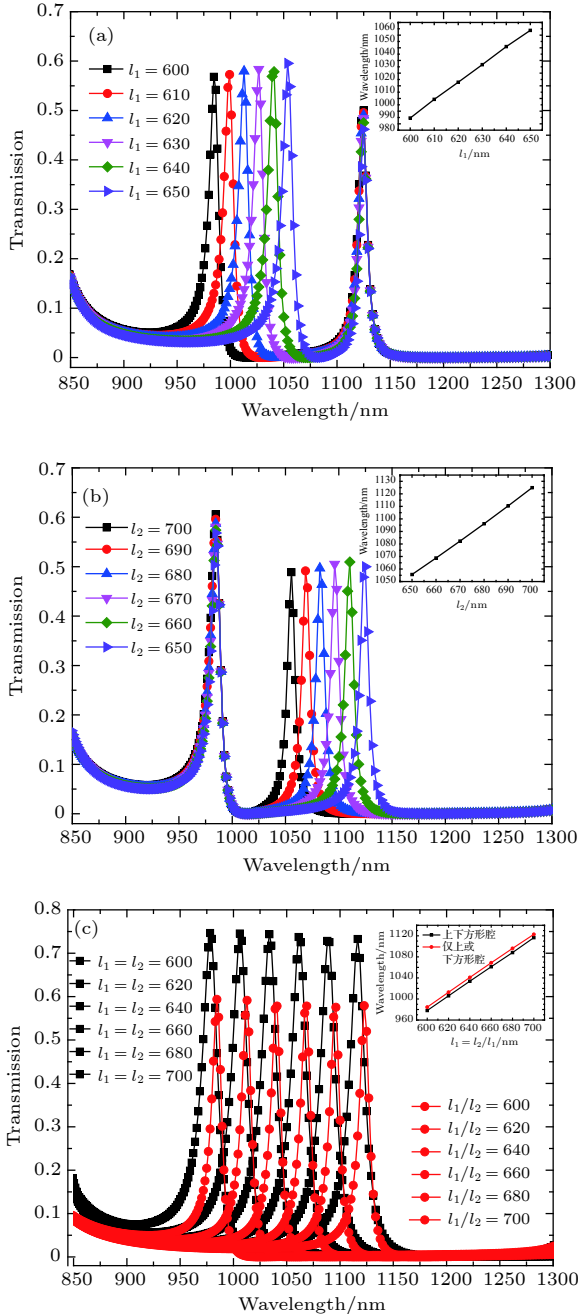 (a)
l₁ = 600
l₁ = 610
l₁ = 620
l₁ = 630
l₁ = 640
l₁ = 650
Transmission
0.7
0.6
0.5
0.4
0.3
0.2
0.1
0
850 900 950 1000 1050 1100 1150 1200 1250 1300
Wavelength/nm
Wavelength/nm
1060
1050
1040
1030
1020
1010
1000
990
980
600 610 620 630 640 650
l₁/nm
(b)
l₂ = 700
l₂ = 690
l₂ = 680
l₂ = 670
l₂ = 660
l₂ = 650
Transmission
0.7
0.6
0.5
0.4
0.3
0.2
0.1
0
850 900 950 1000 1050 1100 1150 1200 1250 1300
Wavelength/nm
Wavelength/nm
1130
1120
1110
1100
1090
1080
1070
1060
1050
650 660 670 680 690 700
l₂/nm
(c)
l₁ = l₂ = 600
l₁ = l₂ = 620
l₁ = l₂ = 640
l₁ = l₂ = 660
l₁ = l₂ = 680
l₁ = l₂ = 700
Transmission
0.8
0.7
0.6
0.5
0.4
0.3
0.2
0.1
0
850 900 950 1000 1050 1100 1150 1200 1250 1300
Wavelength/nm
Wavelength/nm
1120
1080
1040
1000
960
上下方形腔
仅上或
下方形腔
600 620 640 660 680 700
l₁ = l₂/l₁/nm
l₁/l₂ = 600
l₁/l₂ = 620
l₁/l₂ = 640
l₁/l₂ = 660
l₁/l₂ = 680
l₁/l₂ = 700